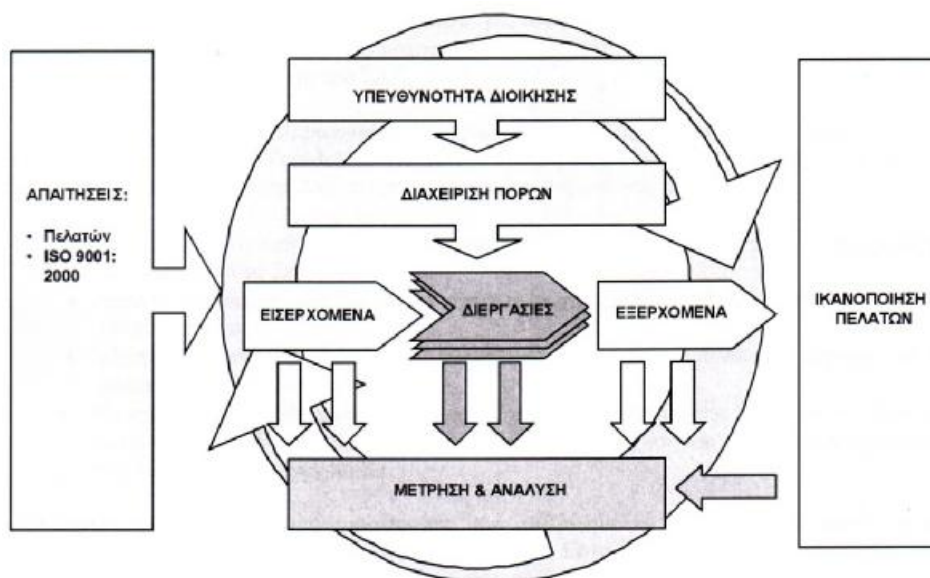 ΥΠΕΥΘΥΝΟΤΗΤΑ ΔΙΟΙΚΗΣΗΣ
ΔΙΑΧΕΙΡΙΣΗ ΠΟΡΩΝ
ΑΠΑΙΤΗΣΕΙΣ:
• Πελατών
• ISO 9001:
2000
ΕΙΣΕΡΧΟΜΕΝΑ
ΔΙΕΡΓΑΣΙΕΣ
ΕΞΕΡΧΟΜΕΝΑ
ΙΚΑΝΟΠΟΙΗΣΗ
ΠΕΛΑΤΩΝ
ΜΕΤΡΗΣΗ & ΑΝΑΛΥΣΗ